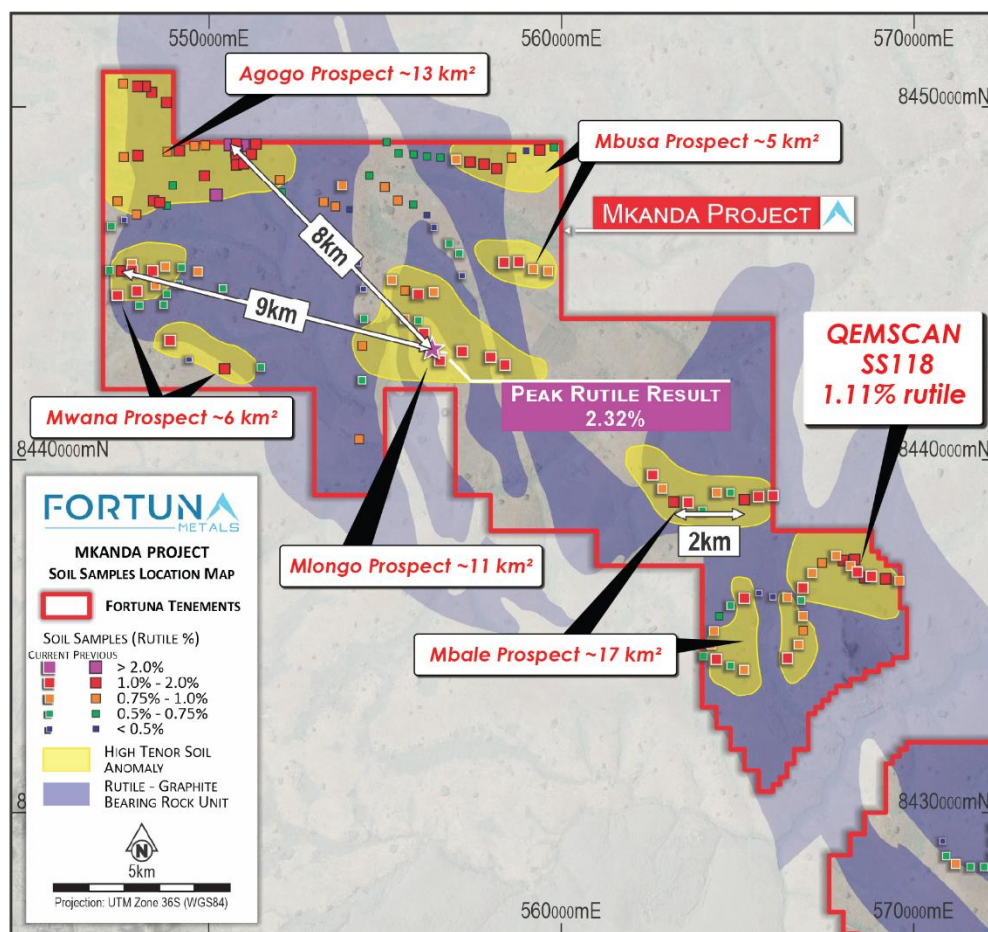 550000mE
560000mE
570000mE
8450000mN
Agogo Prospect ~13 km²
Mbusa Prospect ~5 km²
MKANDA PROJECT
8km
9km
QEMSCAN
SS118
1.11% rutile
PEAK RUTILE RESULT
2.32%
Mwana Prospect ~6 km²
8440000mN
8440000mN
Mlongo Prospect ~11 km²
2km
Mbale Prospect ~17 km²
FORTUNA
METALS
MKANDA PROJECT
SOIL SAMPLES LOCATION MAP
FORTUNA TENEMENTS
SOIL SAMPLES (RUTILE %)
CURRENT PREVIOUS
> 2.0%
1.0% - 2.0%
0.75% - 1.0%
0.5% - 0.75%
< 0.5%
HIGH TENOR SOIL
ANOMALY
RUTILE - GRAPHITE
BEARING ROCK UNIT
N
5km
Projection: UTM Zone 36S (WGS84)
8
8430000mN
560000mE
570000mE